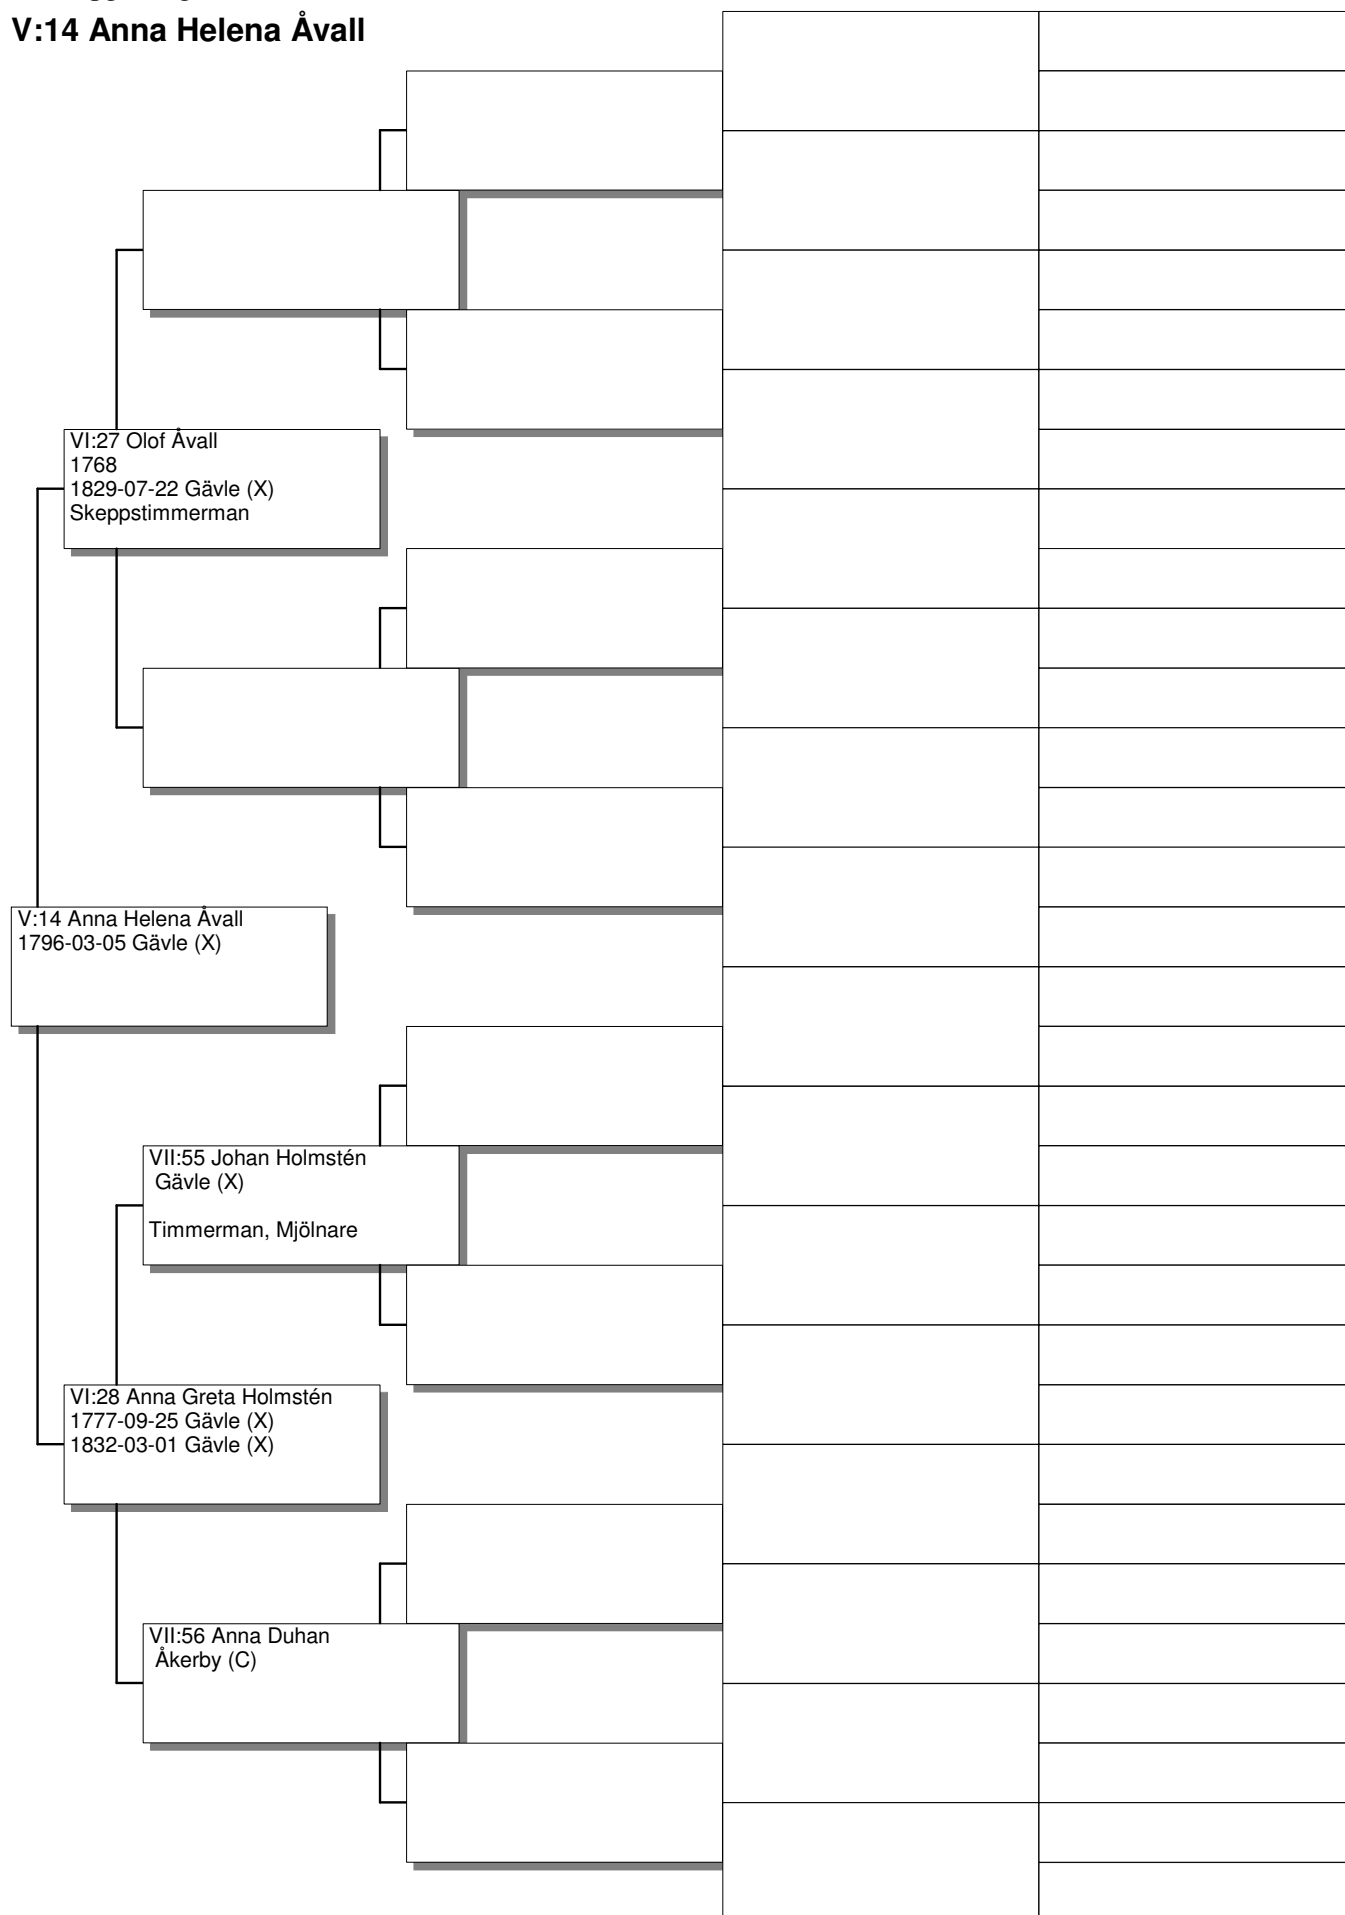 V:14 Anna Helena Åvall
VI:27 Olof Åvall
1768
1829-07-22 Gävle (X)
Skeppstimmerman
V:14 Anna Helena Åvall
1796-03-05 Gävle (X)
VII:55 Johan Holmstén
Gävle (X)
Timmerman, Mjölnare
VI:28 Anna Greta Holmstén
1777-09-25 Gävle (X)
1832-03-01 Gävle (X)
VII:56 Anna Duhan
Åkerby (C)